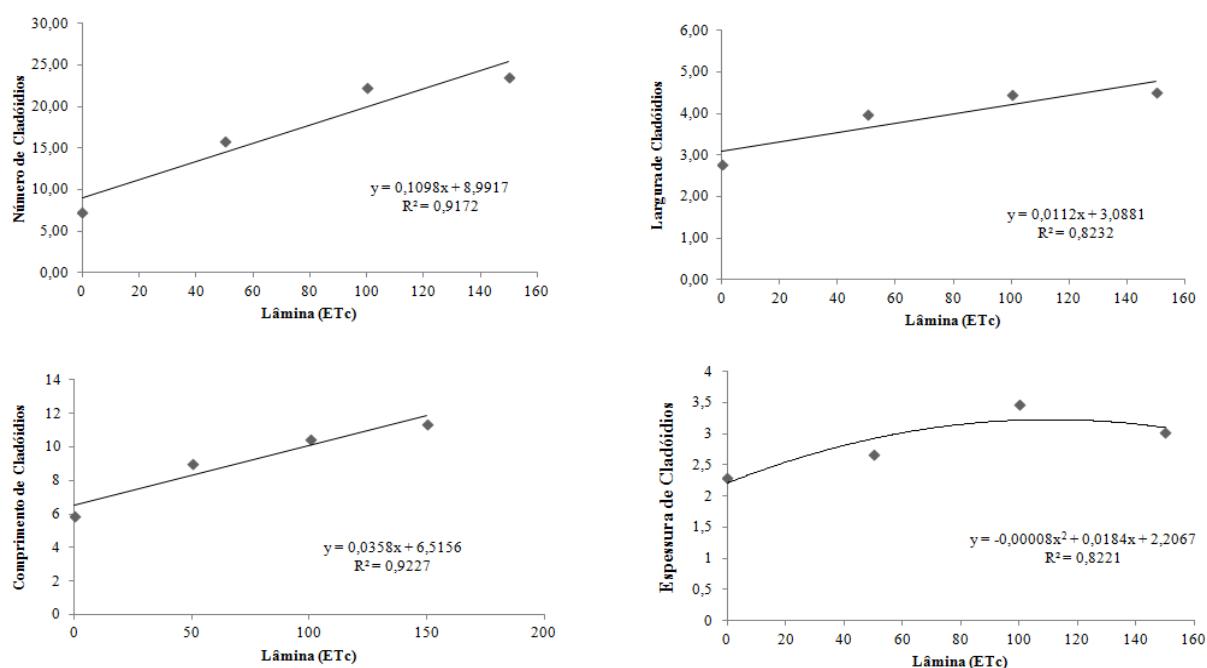 Número de Cladóidios
30,00
25,00
20,00
15,00
10,00
5,00
0,00
y = 0,1098x + 8,9917
R² = 0,9172
0 20 40 60 80 100 120 140 160
Lâmina (ETc)
Largura de Cladóidios
6,00
5,00
4,00
3,00
2,00
1,00
0,00
y = 0,0112x + 3,0881
R² = 0,8232
0 20 40 60 80 100 120 140 160
Lâmina (ETc)
Comprimento de Cladóidios
14
12
10
8
6
4
2
0
y = 0,0358x + 6,5156
R² = 0,9227
0 50 100 150 200
Lâmina (ETc)
Espessura de Cladóidios
4
3,5
3
2,5
2
1,5
1
0,5
0
y = -0,00008x² + 0,0184x + 2,2067
R² = 0,8221
0 20 40 60 80 100 120 140 160
Lâmina (ETc)